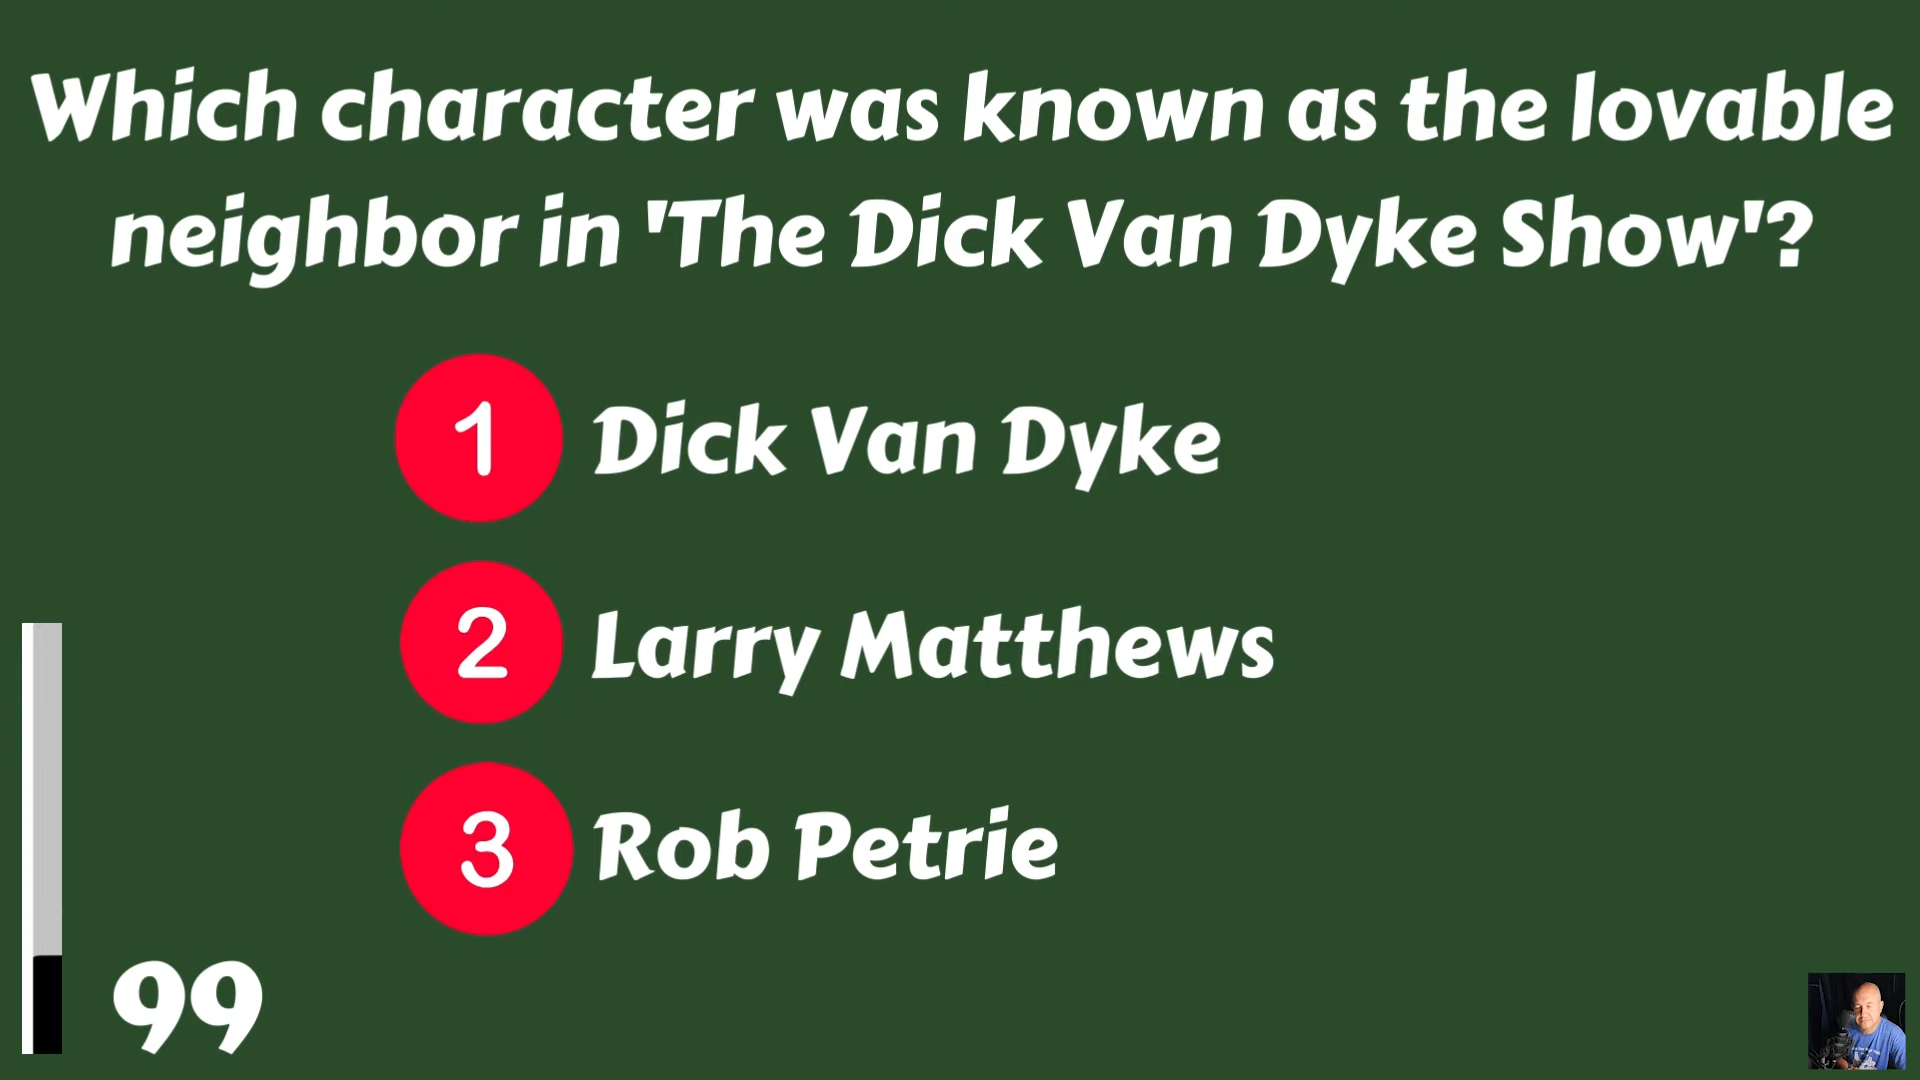 Which character was known as the lovable
neighbor in 'The Dick Van Dyke Show'?
1 Dick Van Dyke
2 Larry Matthews
3 Rob Petrie
99